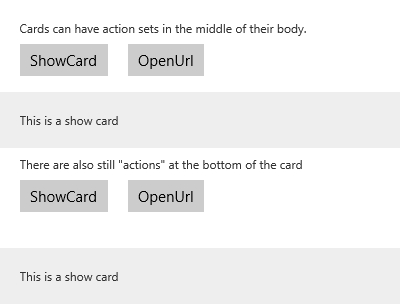 Cards can have action sets in the middle of their body.
ShowCard OpenUrl
This is a show card
There are also still "actions" at the bottom of the card
ShowCard OpenUrl
This is a show card